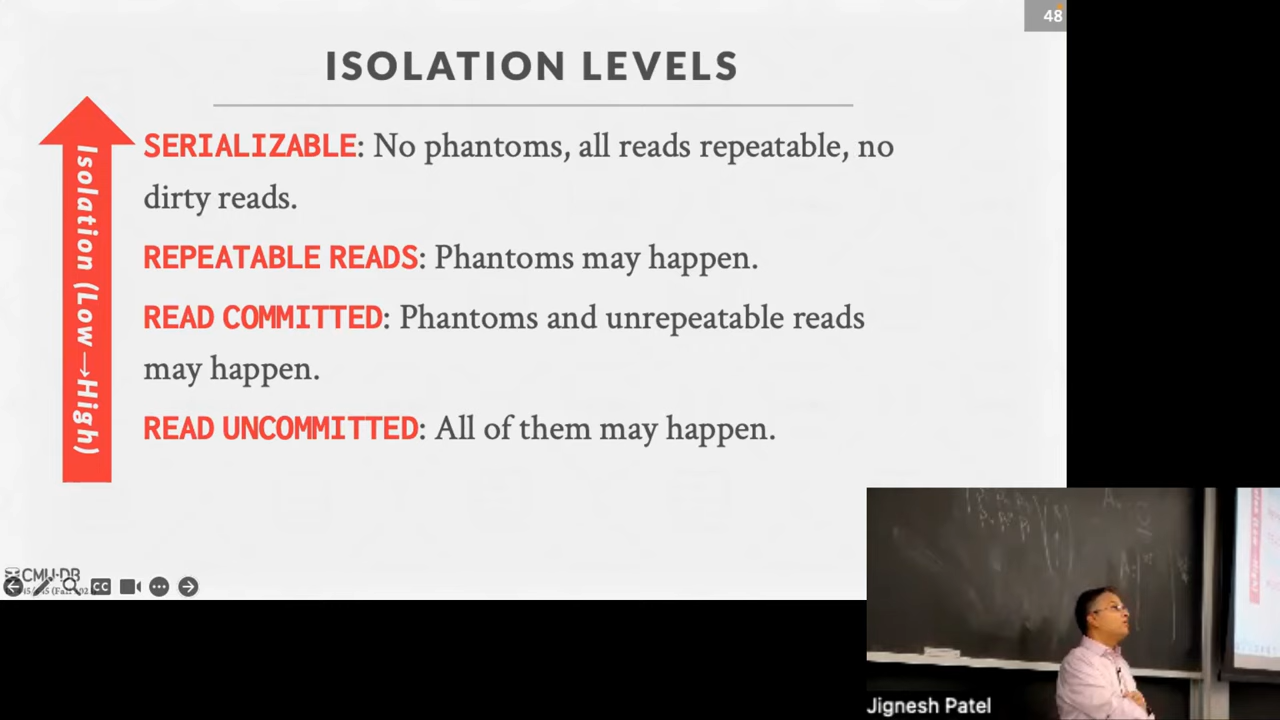 48
ISOLATION LEVELS
SERIALIZABLE: No phantoms, all reads repeatable, no
dirty reads.
REPEATABLE READS: Phantoms may happen.
READ COMMITTED: Phantoms and unrepeatable reads
may happen.
READ UNCOMMITTED: All of them may happen.
Isolation (Low→High)
CMU·DB
CC
Jignesh Patel